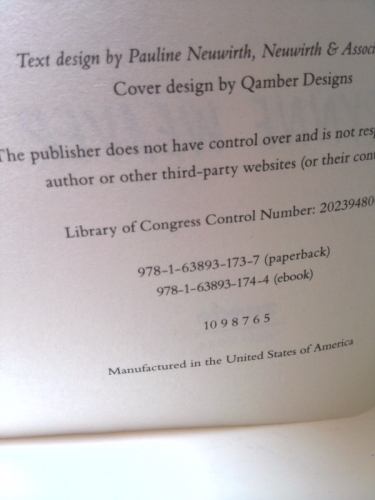 Text design by Pauline Neuwirth, Neuwirth & Assoc
Cover design by Qamber Designs
The publisher does not have control over and is not res
author or other third-party websites (or their con
Library of Congress Control Number: 20239480
978-1-63893-173-7 (paperback)
978-1-63893-174-4 (ebook)
10 9 8 7 6 5
Manufactured in the United States of America